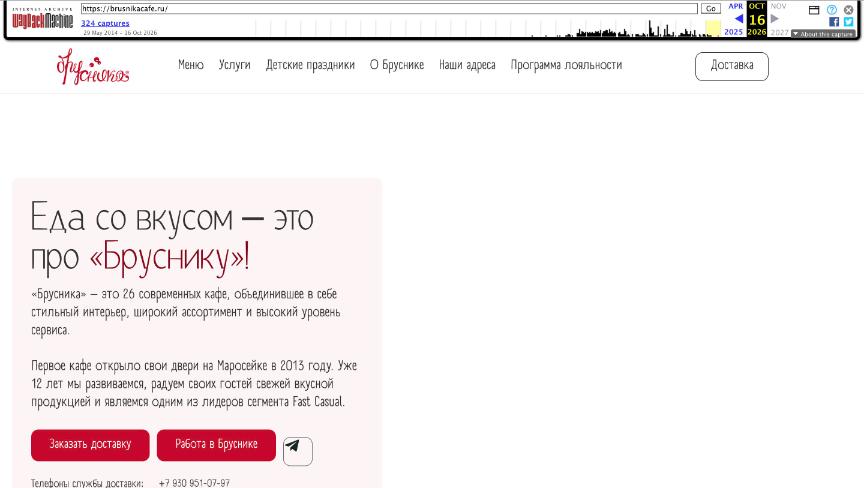 INTERNET ARCHIVE
WayBackMachine
https://brusnikacafe.ru/
Go
324 captures
29 May 2014 – 16 Oct 2026
APR
OCT
NOV
16
2025
2026
2027
About this capture
Брусника
Меню
Услуги
Детские праздники
О Бруснике
Наши адреса
Программа лояльности
Доставка
Еда со вкусом — это
про «Бруснику»!
«Брусника» — это 26 современных кафе, объединившее в себе
стильный интерьер, широкий ассортимент и высокий уровень
сервиса.
Первое кафе открыло свои двери на Маросейке в 2013 году. Уже
12 лет мы развиваемся, радуем своих гостей свежей вкусной
продукцией и являемся одним из лидеров сегмента Fast Casual.
Заказать доставку
Работа в Бруснике
Телефоны службы доставки: +7 930 951-07-97